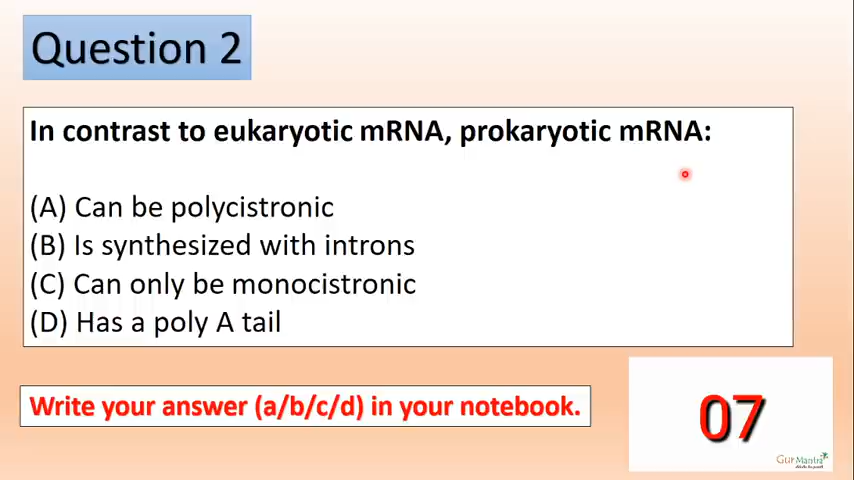 Question 2
In contrast to eukaryotic mRNA, prokaryotic mRNA:
(A) Can be polycistronic
(B) Is synthesized with introns
(C) Can only be monocistronic
(D) Has a poly A tail
Write your answer (a/b/c/d) in your notebook.
07
GurMantra